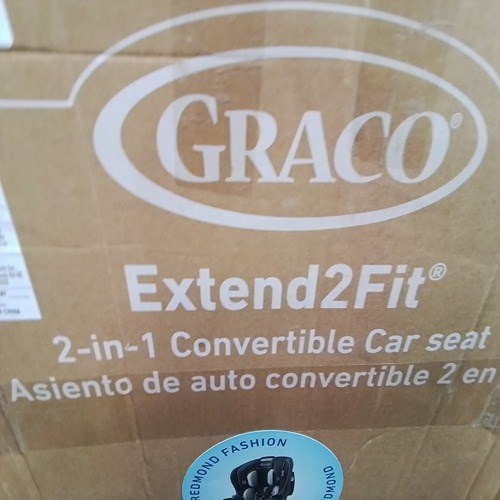 GRACO®
Extend2Fit®
2-in-1 Convertible Car seat
Asiento de auto convertible 2 en
REDMOND FASHION